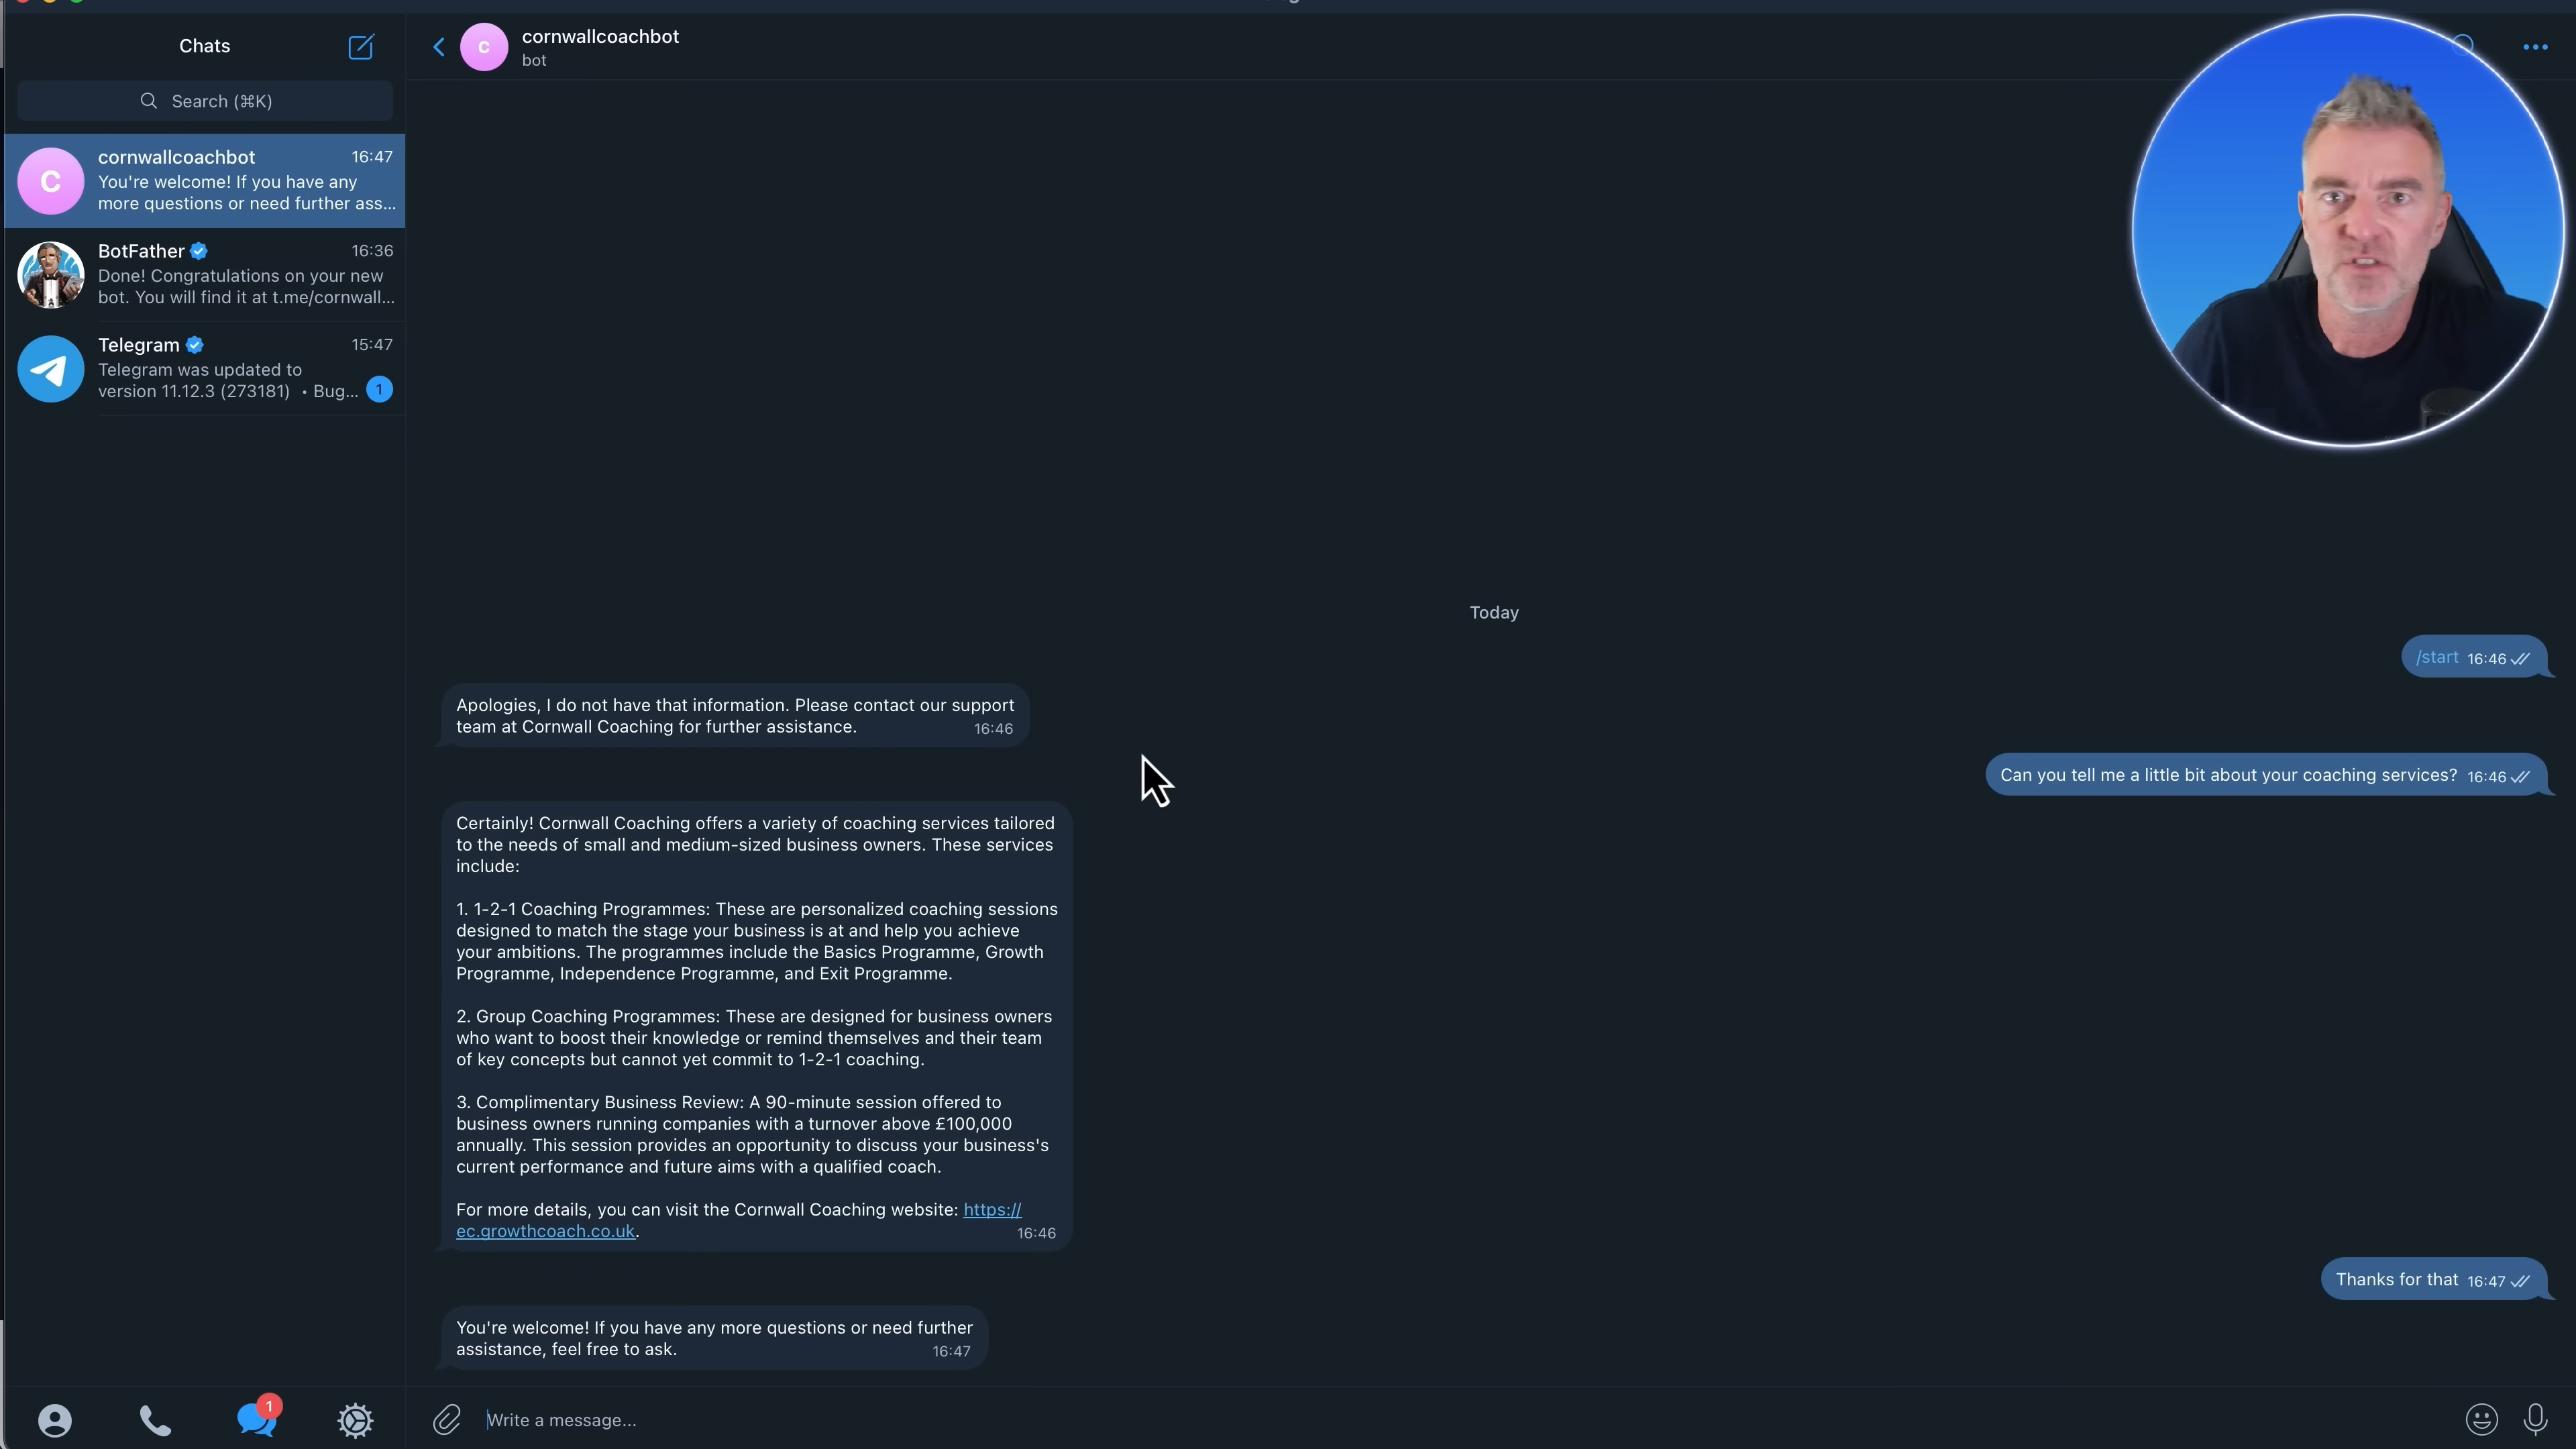 Chats
Search (⌘K)
cornwallcoachbot
16:47
You're welcome! If you have any
more questions or need further ass...
C
BotFather
16:36
Done! Congratulations on your new
bot. You will find it at t.me/cornwall...
Telegram
15:47
Telegram was updated to
version 11.12.3 (273181) • Bug...
1
1
C
cornwallcoachbot
bot
Today
/start 16:46
Apologies, I do not have that information. Please contact our support
team at Cornwall Coaching for further assistance.
16:46
Can you tell me a little bit about your coaching services? 16:46
Certainly! Cornwall Coaching offers a variety of coaching services tailored
to the needs of small and medium-sized business owners. These services
include:
1. 1-2-1 Coaching Programmes: These are personalized coaching sessions
designed to match the stage your business is at and help you achieve
your ambitions. The programmes include the Basics Programme, Growth
Programme, Independence Programme, and Exit Programme.
2. Group Coaching Programmes: These are designed for business owners
who want to boost their knowledge or remind themselves and their team
of key concepts but cannot yet commit to 1-2-1 coaching.
3. Complimentary Business Review: A 90-minute session offered to
business owners running companies with a turnover above £100,000
annually. This session provides an opportunity to discuss your business's
current performance and future aims with a qualified coach.
For more details, you can visit the Cornwall Coaching website: https://
ec.growthcoach.co.uk.
16:46
Thanks for that 16:47
You're welcome! If you have any more questions or need further
assistance, feel free to ask.
16:47
Write a message...